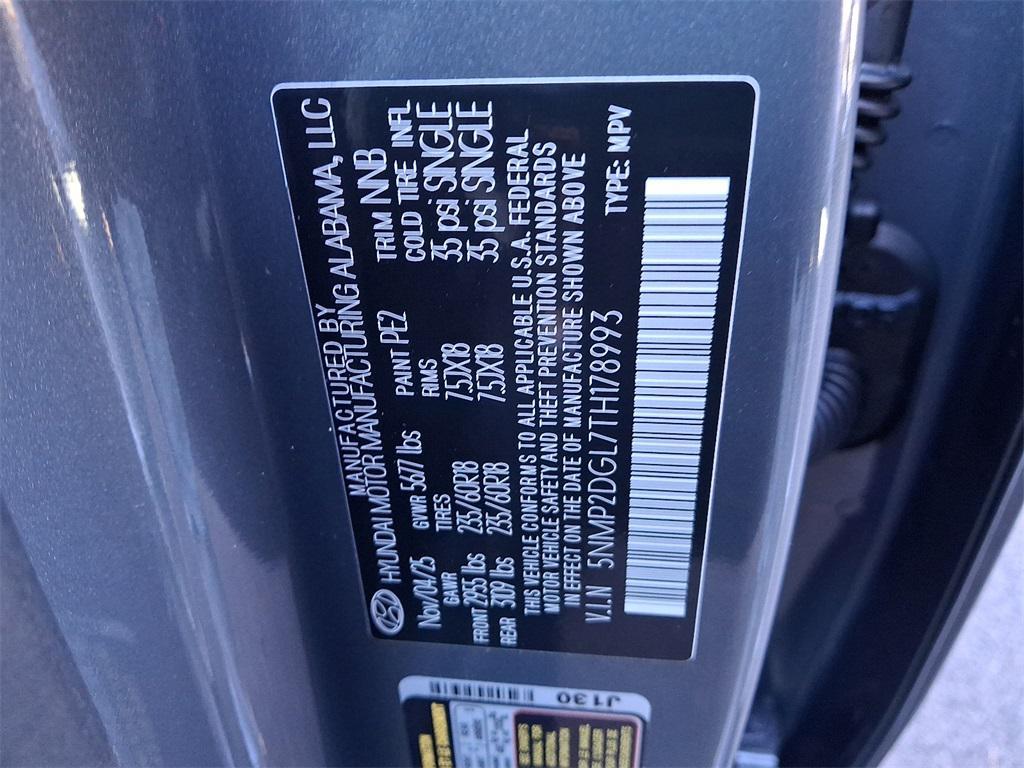 MANUFACTURED BY
HYUNDAI MOTOR MANUFACTURING ALABAMA, LLC
Nov/04/25 GVWR 5677 lbs PAINT PE2 TRIM NNB
GAWR TIRES RIMS COLD TIRE INFL
FRONT 2955 lbs 235/60R18 7.5JX18 35 psi SINGLE
REAR 3019 lbs 235/60R18 7.5JX18 35 psi SINGLE
THIS VEHICLE CONFORMS TO ALL APPLICABLE U.S.A. FEDERAL
MOTOR VEHICLE SAFETY AND THEFT PREVENTION STANDARDS
IN EFFECT ON THE DATE OF MANUFACTURE SHOWN ABOVE
V.I.N 5NMP2DGL7TH178993 TYPE: MPV
J130